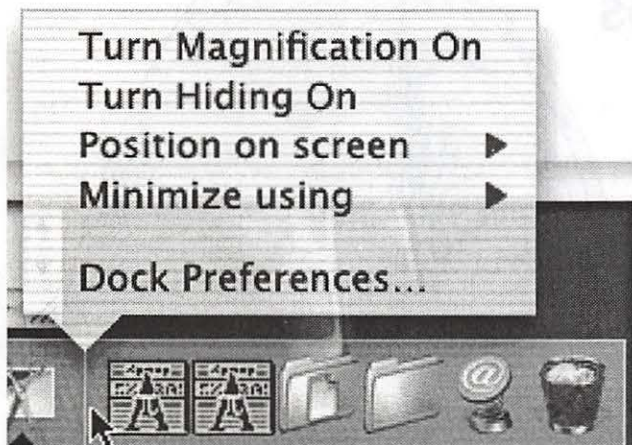 Turn Magnification On
Turn Hiding On
Position on screen
Minimize using
Dock Preferences...
@